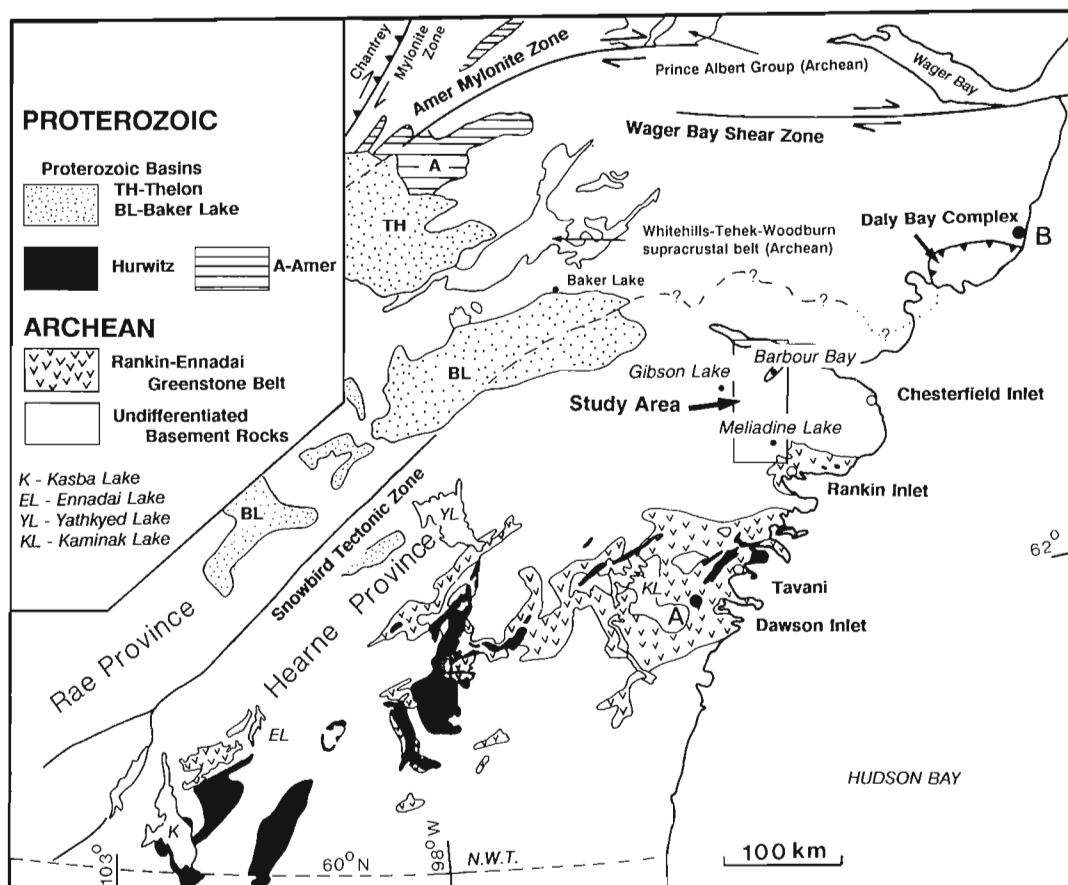 PROTEROZOIC
Proterozoic Basins
TH-Thelon
BL-Baker Lake
Hurwitz
A-Amer
ARCHEAN
Rankin-Ennadai
Greenstone Belt
Undifferentiated
Basement Rocks
K - Kasba Lake
EL - Ennadai Lake
YL - Yathkyed Lake
KL - Kaminak Lake
Chantrey
Mylonite
Zone
Amer Mylonite Zone
Prince Albert Group (Archean)
Wager Bay
Wager Bay Shear Zone
A
TH
Whitehills-Tehek-Woodburn
supracrustal belt (Archean)
Daly Bay Complex
B
Baker Lake
?
?
?
BL
Barbour Bay
Gibson Lake
Study Area
Chesterfield Inlet
Meliadine Lake
Rankin Inlet
BL
Snowbird Tectonic Zone
YL
62°
KL
Tavani
A
Dawson Inlet
Rae Province
Hearne Province
EL
HUDSON BAY
K
103°
60°N
98°W
N.W.T.
100 km